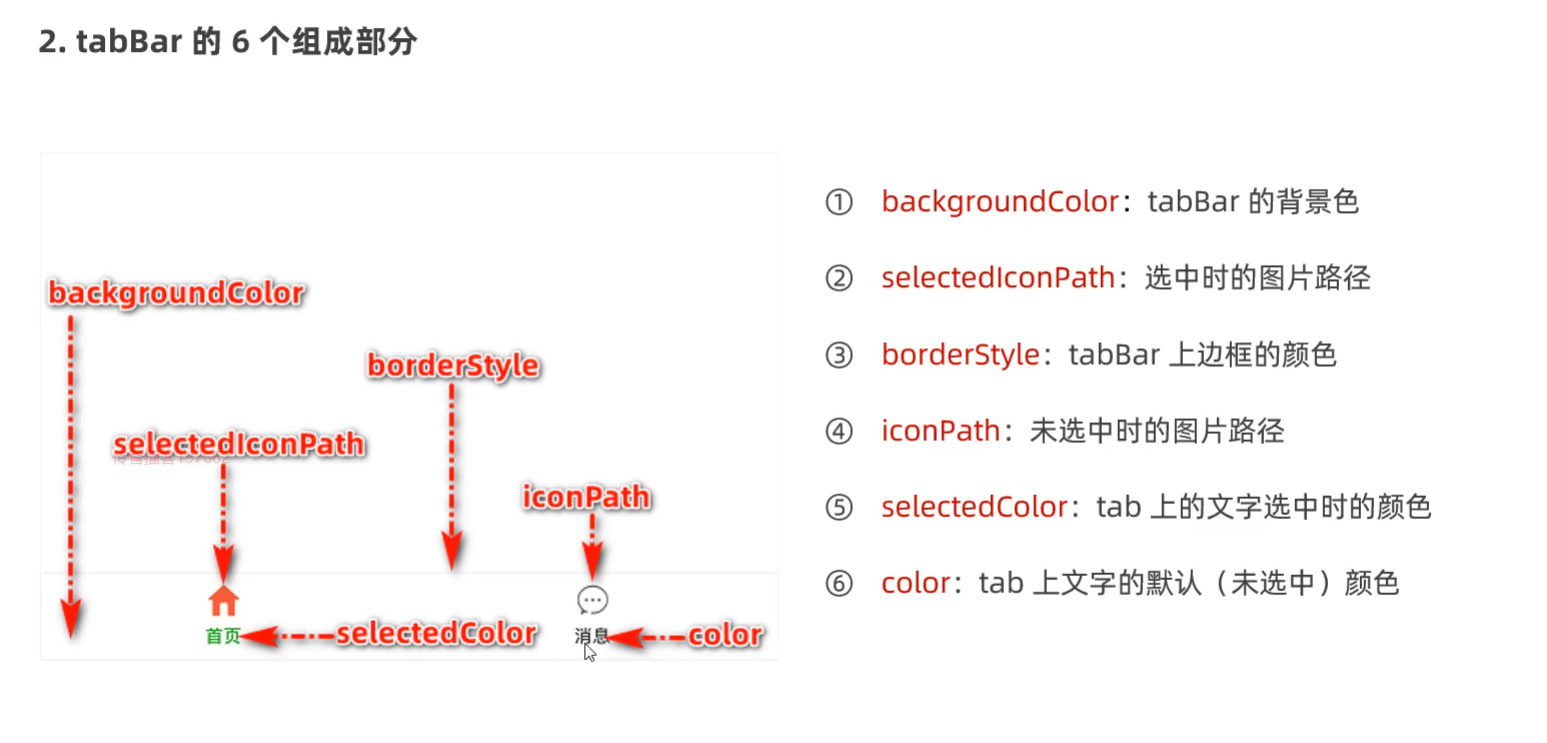 2. tabBar 的 6 个组成部分
backgroundColor
borderStyle
selectedIconPath
iconPath
首页
selectedColor
消息
color
① backgroundColor：tabBar 的背景色
② selectedIconPath：选中时的图片路径
③ borderStyle：tabBar 上边框的颜色
④ iconPath：未选中时的图片路径
⑤ selectedColor：tab 上的文字选中时的颜色
⑥ color：tab 上文字的默认（未选中）颜色